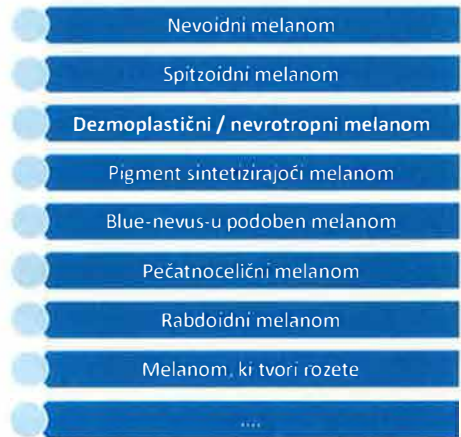 Nevoidni melanom
Spitzoidni melanom
Dezmoplastični / nevrotropni melanom
Pigment sintetizirajoči melanom
Blue-nevus-u podoben melanom
Pečatnocelični melanom
Rabdoidni melanom
Melanom, ki tvori rozete
....